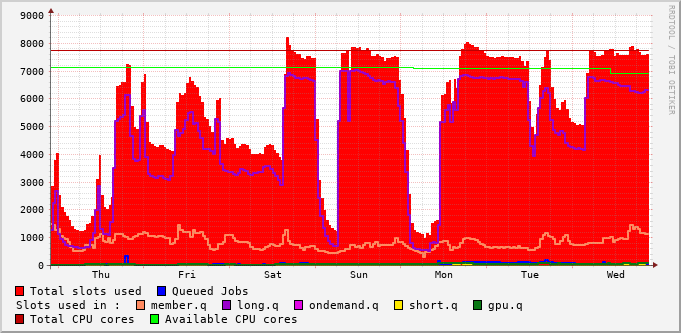 9000
8000
7000
6000
5000
4000
3000
2000
1000
0
Thu Fri Sat Sun Mon Tue Wed
RRDTOOL / TOBI OETIKER
Total slots used Queued Jobs
Slots used in : member.q long.q ondemand.q short.q gpu.q
Total CPU cores Available CPU cores